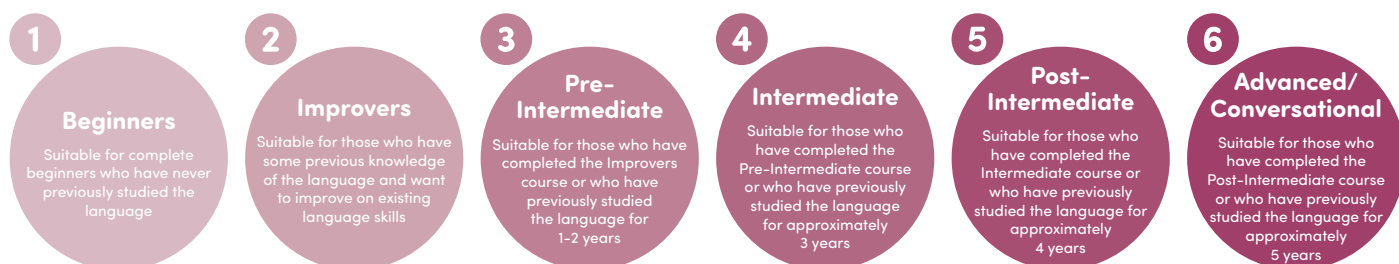 1
Beginners
Suitable for complete
beginners who have never
previously studied the
language
2
Improvers
Suitable for those who have
some previous knowledge
of the language and want
to improve on existing
language skills
3
Pre-
Intermediate
Suitable for those who have
completed the Improvers
course or who have
previously studied
the language for
1-2 years
4
Intermediate
Suitable for those who
have completed the
Pre-Intermediate course
or who have previously
studied the language
for approximately
3 years
5
Post-
Intermediate
Suitable for those who
have completed the
Intermediate course or
who have previously
studied the language for
approximately
4 years
6
Advanced/
Conversational
Suitable for those who
have completed the
Post-Intermediate course
or who have previously
studied the language for
approximately
5 years